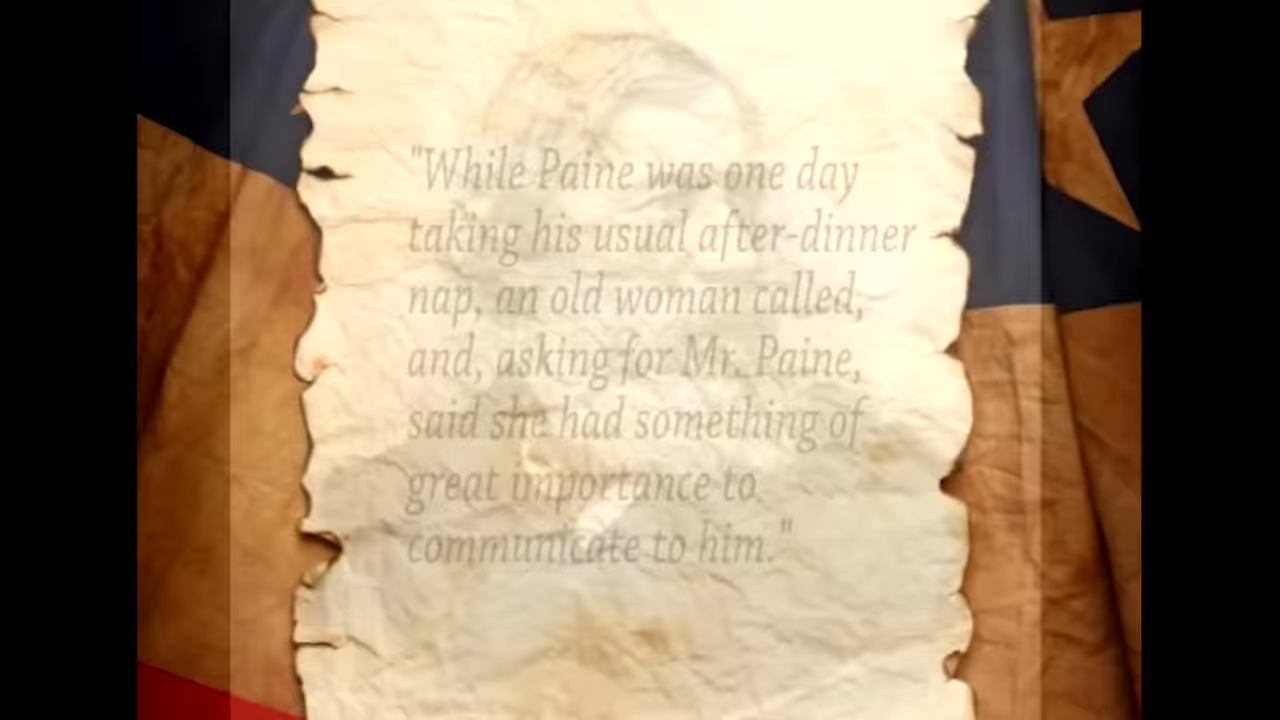 "While Paine was one day
taking his usual after-dinner
nap, an old woman called,
and, asking for Mr. Paine,
said she had something of
great importance to
communicate to him."